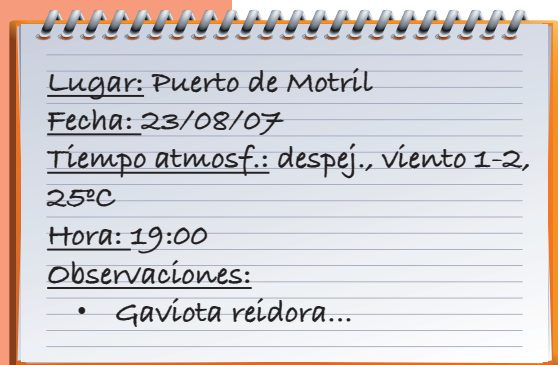 Lugar: Puerto de Motril
Fecha: 23/08/07
Tiempo atmosf.: despej., viento 1-2,
25ºC
Hora: 19:00
Observaciones:
• Gaviota reidora...